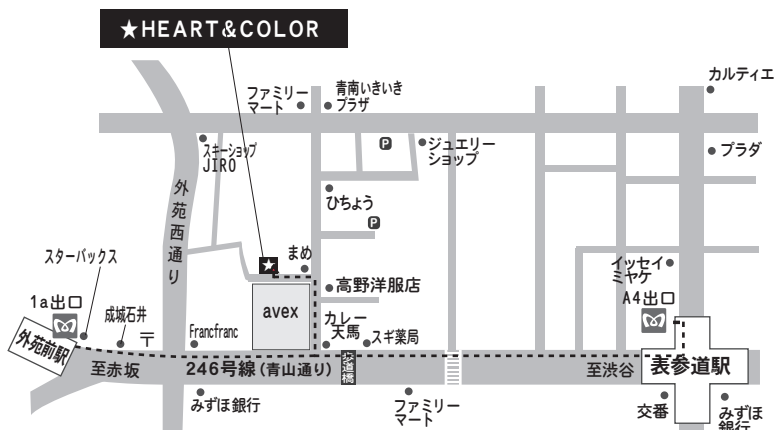 ★HEART&COLOR
カルティエ
ファミリー
マート
青南いきいき
プラザ
スキーショップ
JIRO
P
ジュエリー
ショップ
プラダ
外苑西通り
ひちょう
P
スターバックス
★
まめ
イッセイ
ミヤケ
高野洋服店
1a出口
成城石井
〒
Francfranc
avex
カレー
天馬
スギ薬局
A4出口
外苑前駅
至赤坂
246号線(青山通り)
歩道橋
至渋谷
表参道駅
みずほ銀行
ファミリー
マート
交番
みずほ
銀行